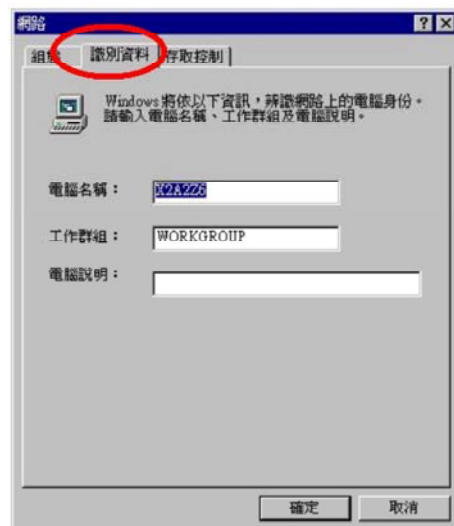 網路
組態 識別資料 存取控制
Windows 將依以下資訊，辨識網路上的電腦身份。
請輸入電腦名稱、工作群組及電腦說明。
電腦名稱：
工作群組： WORKGROUP
電腦說明：
確定 取消